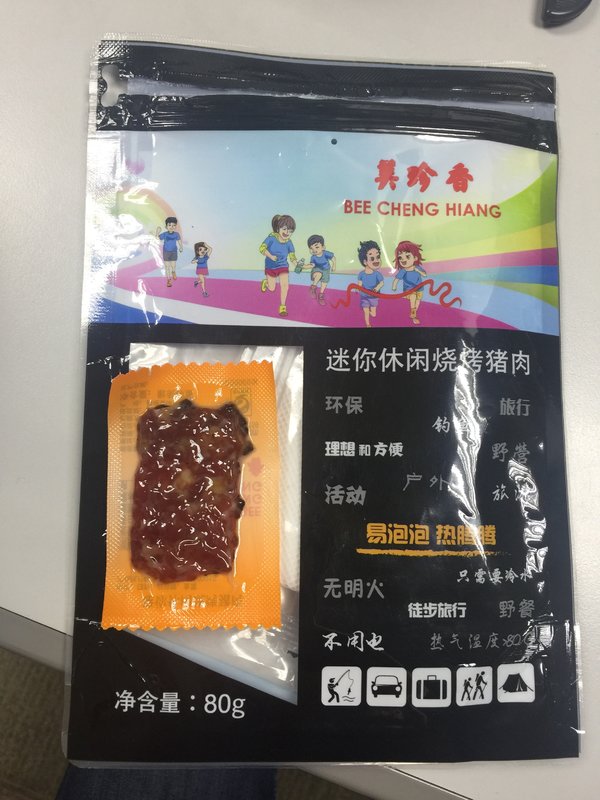 美珍香
BEE CHENG HIANG
迷你休闲烧烤猪肉
环保
旅行
钓鱼
理想和方便
野营
户外
活动
易泡泡 热腾腾
只需要冷水
无明火
徒步旅行
野餐
不用电
热气湿度
净含量：80g